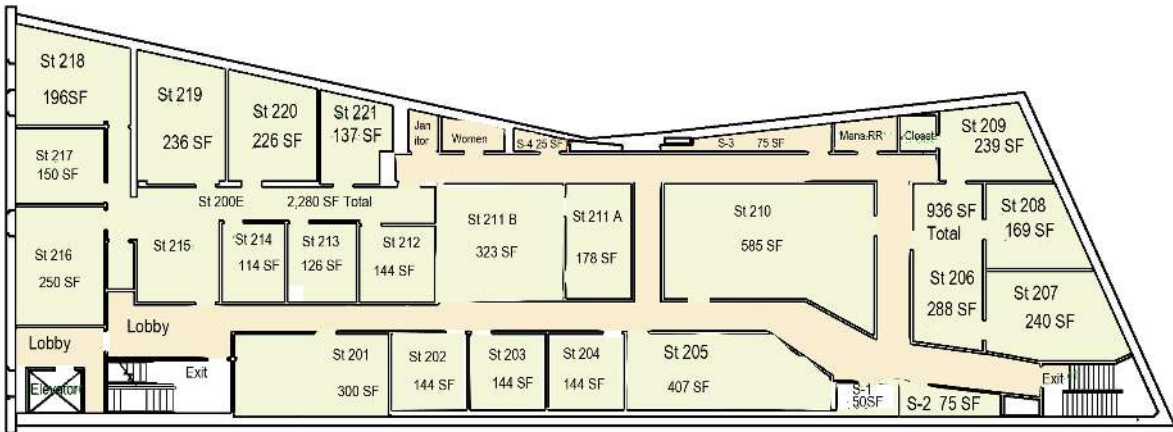 St 218
196SF
St 219
236 SF
St 220
226 SF
St 221
137 SF
Jan
itor
Women
S-4 25 SF
S-3 75 SF
Mens RR
Closet
St 209
239 SF
St 217
150 SF
St 200E 2,280 SF Total
St 216
250 SF
St 215
St 214
114 SF
St 213
126 SF
St 212
144 SF
St 211 B
323 SF
St 211 A
178 SF
St 210
585 SF
936 SF
Total
St 206
288 SF
St 208
169 SF
St 207
240 SF
Lobby
Lobby
Elevator
Exit
St 201
300 SF
St 202
144 SF
St 203
144 SF
St 204
144 SF
St 205
407 SF
S-1
50SF
S-2 75 SF
Exit